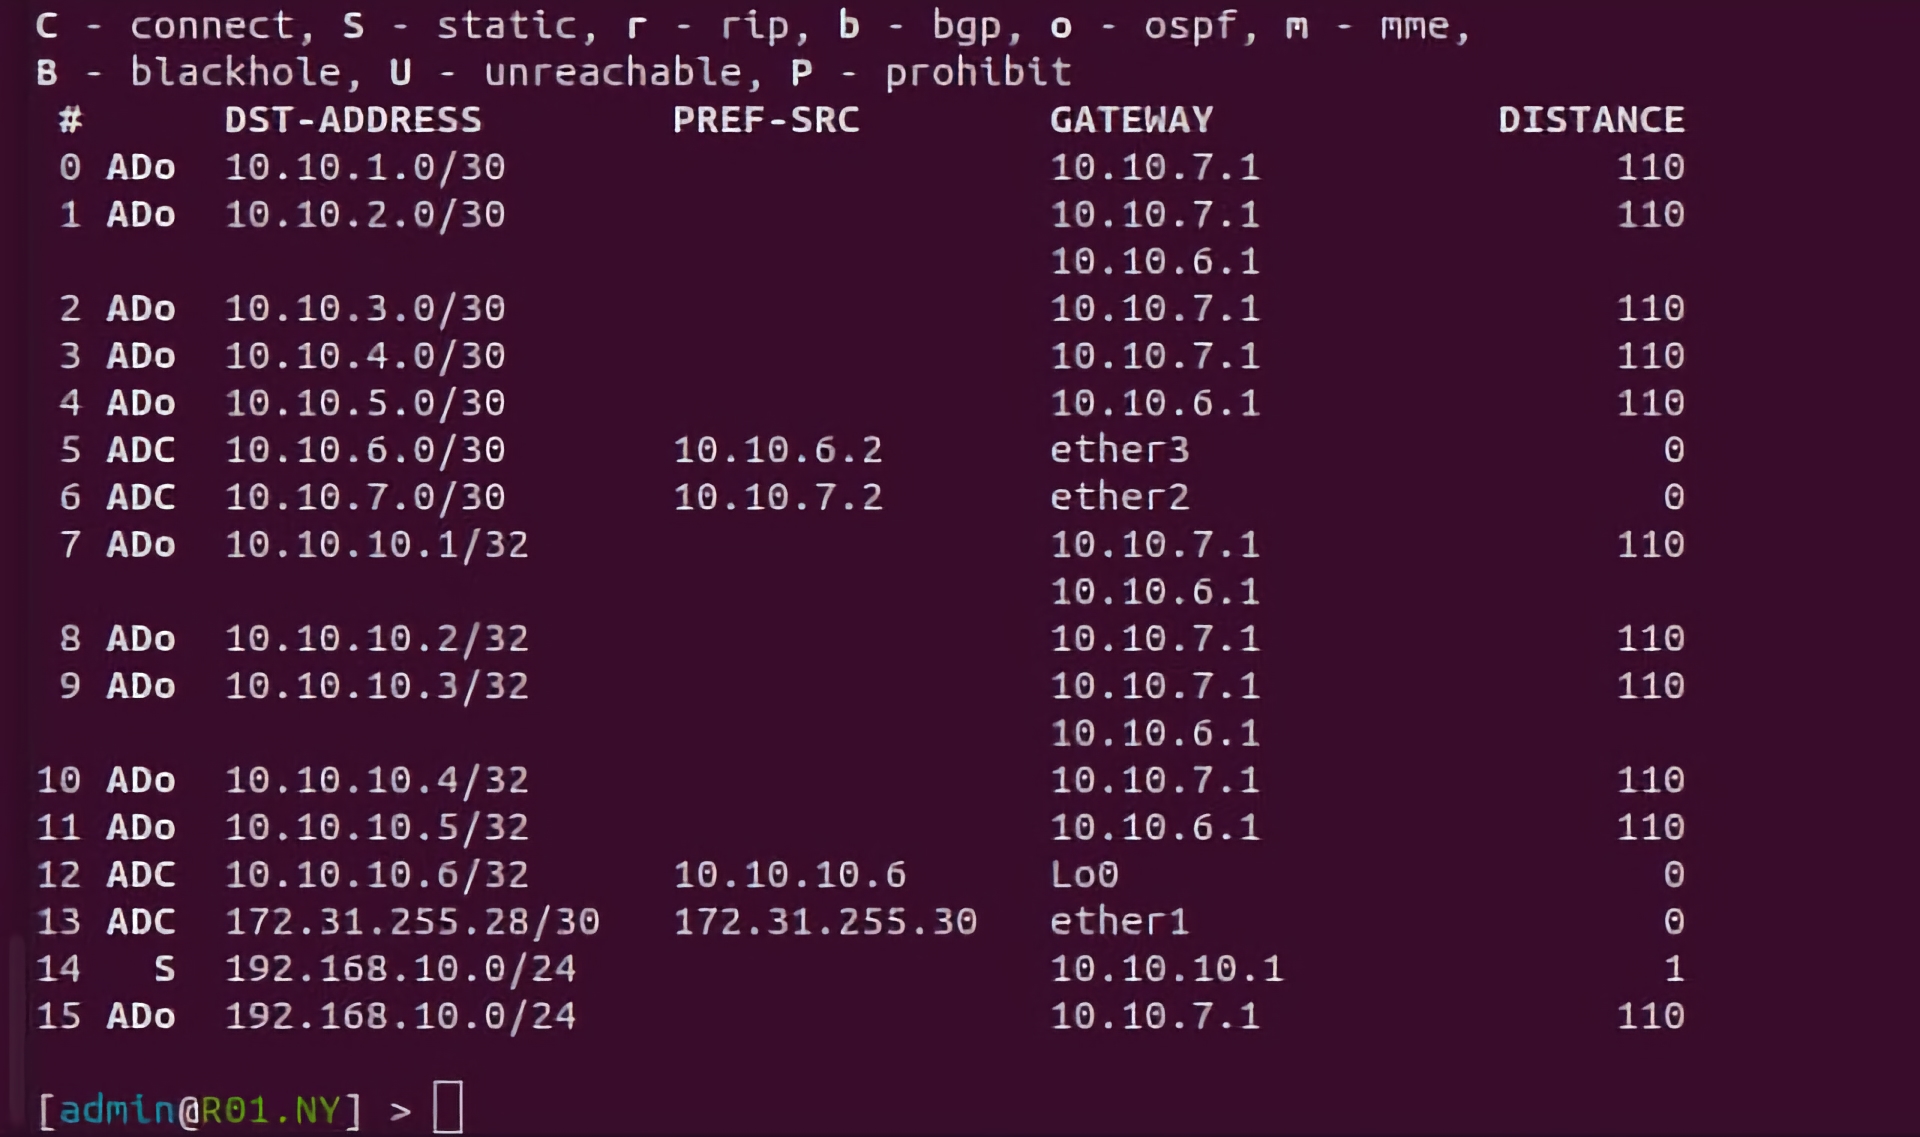 C - connect, S - static, r - rip, b - bgp, o - ospf, m - mme,
B - blackhole, U - unreachable, P - prohibit
#      DST-ADDRESS        PREF-SRC        GATEWAY            DISTANCE
0 ADo  10.10.1.0/30                       10.10.7.1               110
1 ADo  10.10.2.0/30                       10.10.7.1               110
                                          10.10.6.1
2 ADo  10.10.3.0/30                       10.10.7.1               110
3 ADo  10.10.4.0/30                       10.10.7.1               110
4 ADo  10.10.5.0/30                       10.10.6.1               110
5 ADC  10.10.6.0/30       10.10.6.2       ether3                    0
6 ADC  10.10.7.0/30       10.10.7.2       ether2                    0
7 ADo  10.10.10.1/32                      10.10.7.1               110
                                          10.10.6.1
8 ADo  10.10.10.2/32                      10.10.7.1               110
9 ADo  10.10.10.3/32                      10.10.7.1               110
                                          10.10.6.1
10 ADo  10.10.10.4/32                      10.10.7.1               110
11 ADo  10.10.10.5/32                      10.10.6.1               110
12 ADC  10.10.10.6/32      10.10.10.6      Lo0                       0
13 ADC  172.31.255.28/30   172.31.255.30   ether1                    0
14   S  192.168.10.0/24                    10.10.10.1                1
15 ADo  192.168.10.0/24                    10.10.7.1               110
[admin@R01.NY] >